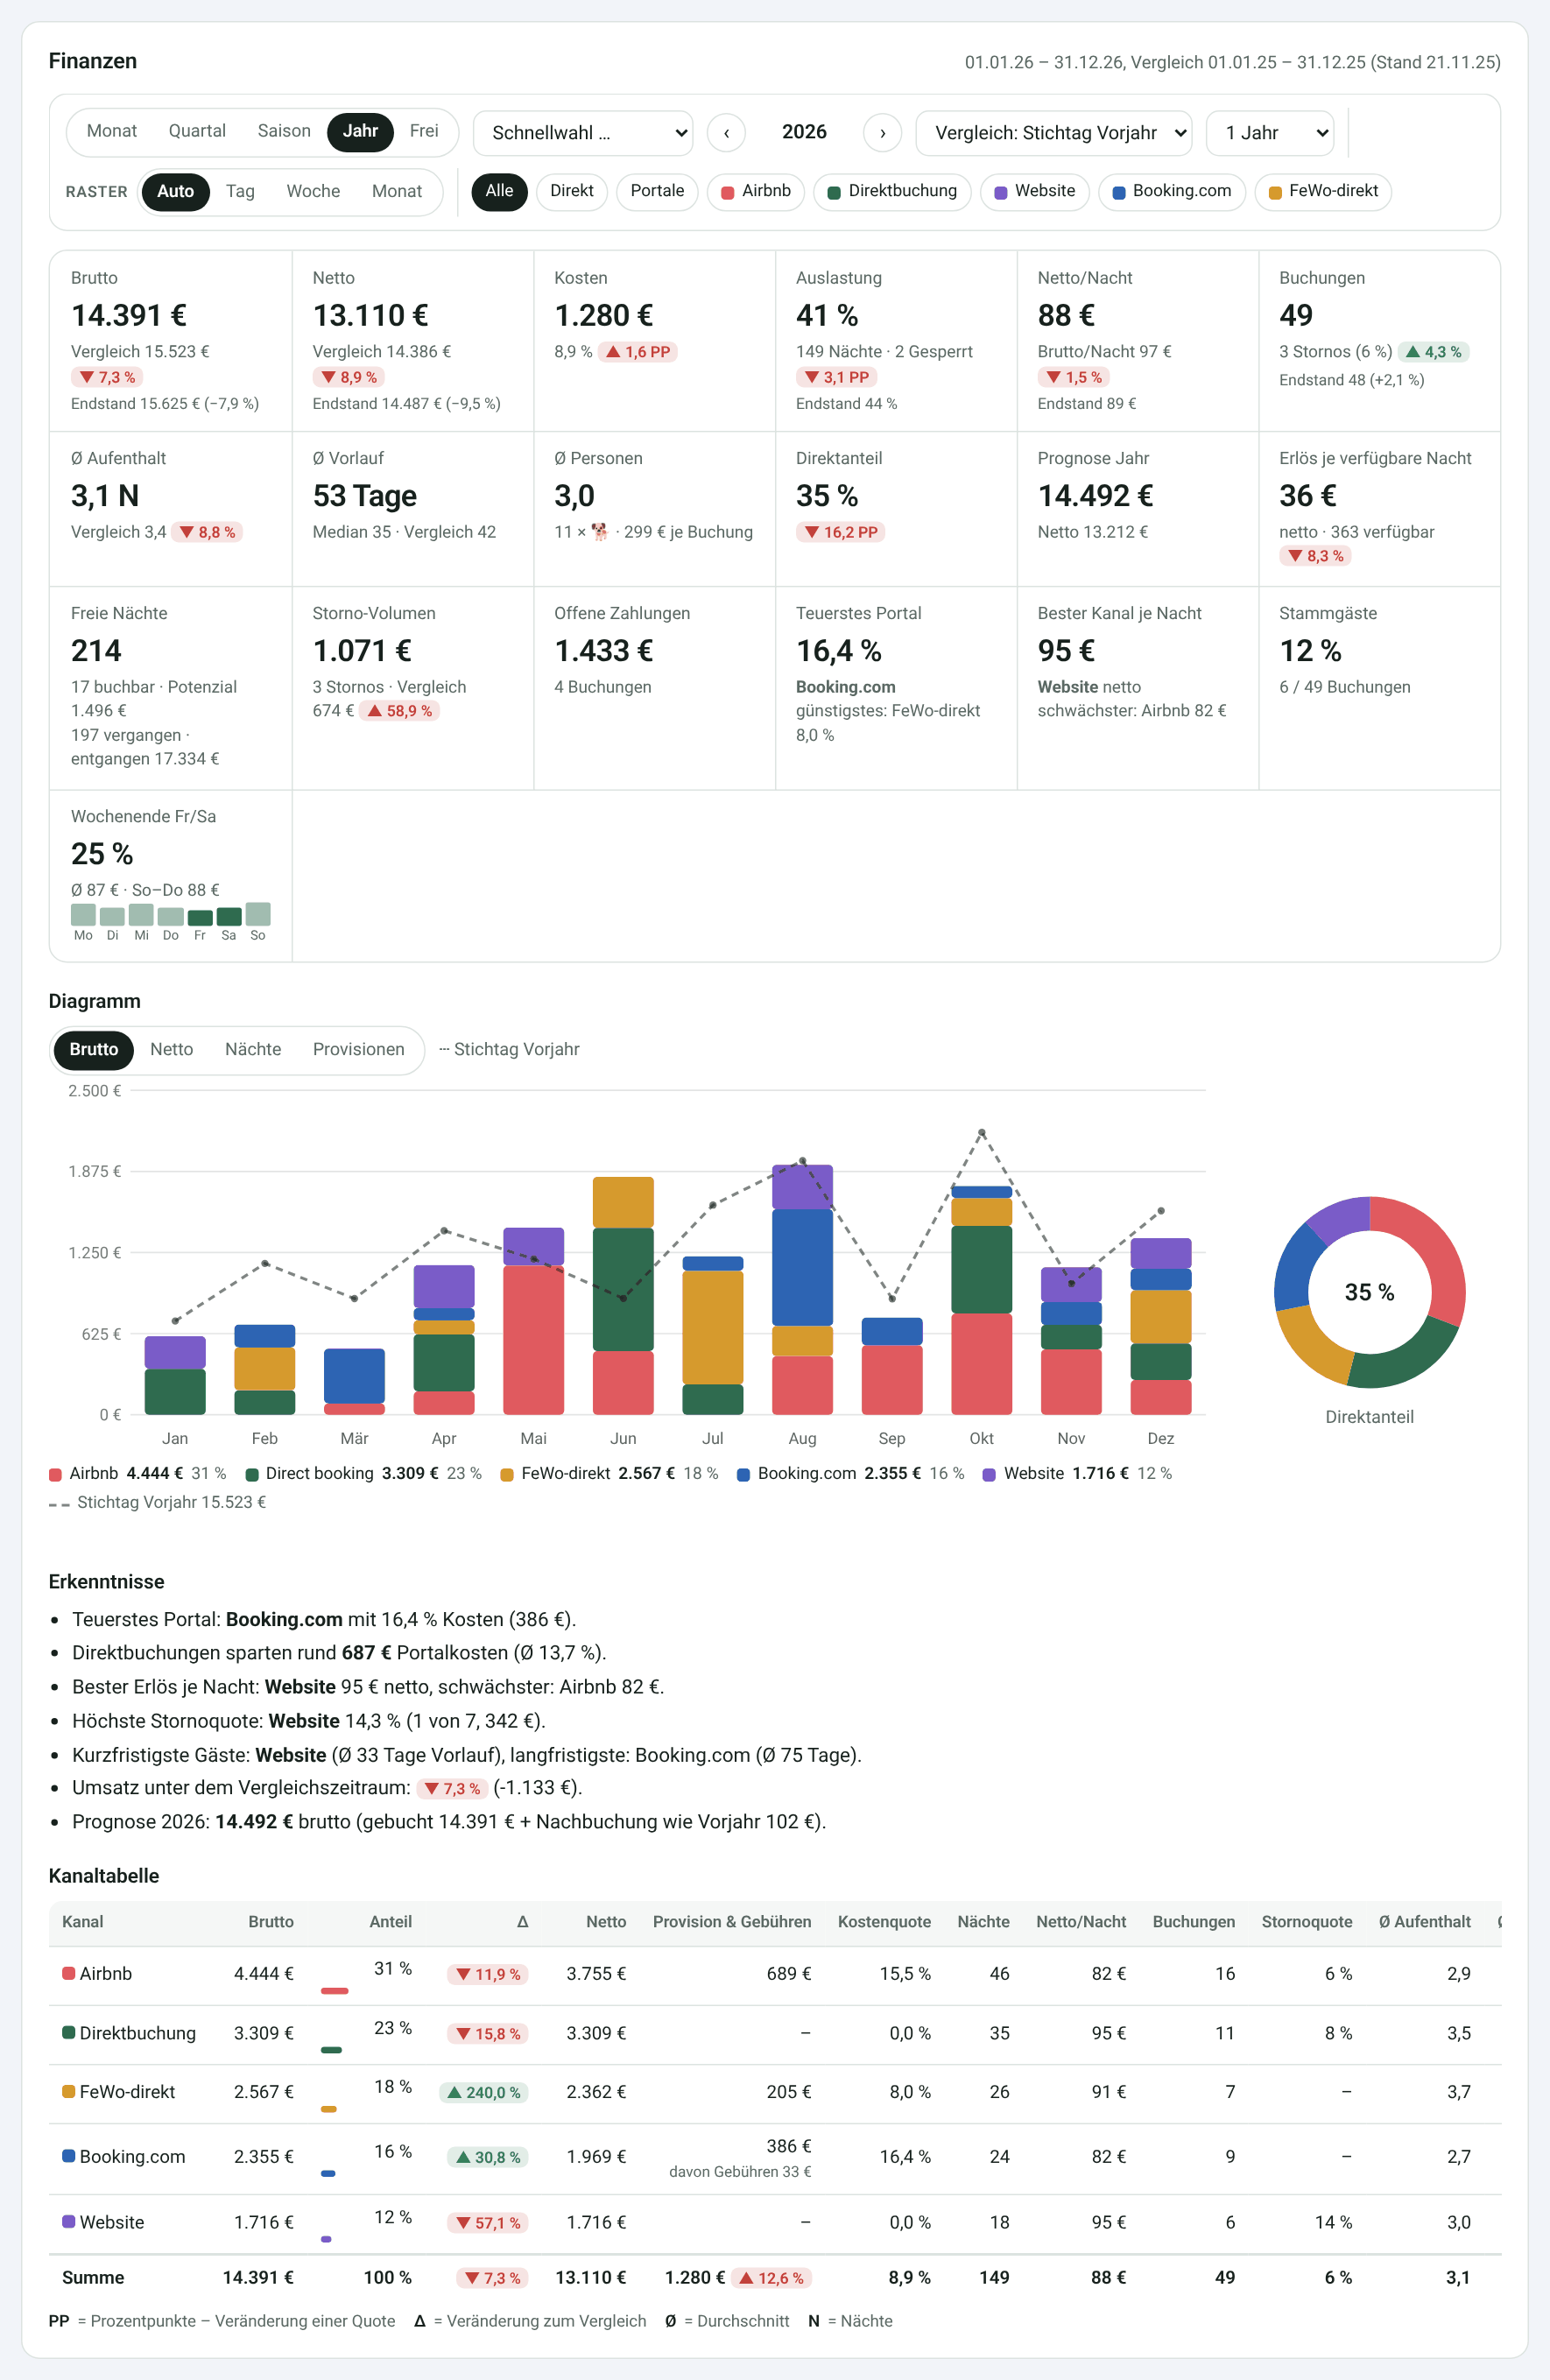 Finanzen
01.01.26 – 31.12.26, Vergleich 01.01.25 – 31.12.25 (Stand 21.11.25)
Monat Quartal Saison Jahr Frei Schnellwahl ... ‹ 2026 › Vergleich: Stichtag Vorjahr 1 Jahr
RASTER Auto Tag Woche Monat Alle Direkt Portale Airbnb Direktbuchung Website Booking.com FeWo-direkt
Brutto
14.391 €
Vergleich 15.523 €
▼ 7,3 %
Endstand 15.625 € (−7,9 %)
Netto
13.110 €
Vergleich 14.386 €
▼ 8,9 %
Endstand 14.487 € (−9,5 %)
Kosten
1.280 €
8,9 % ▲ 1,6 PP
Auslastung
41 %
149 Nächte · 2 Gesperrt
▼ 3,1 PP
Endstand 44 %
Netto/Nacht
88 €
Brutto/Nacht 97 €
▼ 1,5 %
Endstand 89 €
Buchungen
49
3 Stornos (6 %) ▲ 4,3 %
Endstand 48 (+2,1 %)
Ø Aufenthalt
3,1 N
Vergleich 3,4 ▼ 8,8 %
Ø Vorlauf
53 Tage
Median 35 · Vergleich 42
Ø Personen
3,0
11 × 🐕 · 299 € je Buchung
Direktanteil
35 %
▼ 16,2 PP
Prognose Jahr
14.492 €
Netto 13.212 €
Erlös je verfügbare Nacht
36 €
netto · 363 verfügbar
▼ 8,3 %
Freie Nächte
214
17 buchbar · Potenzial
1.496 €
197 vergangen ·
entgangen 17.334 €
Storno-Volumen
1.071 €
3 Stornos · Vergleich
674 € ▲ 58,9 %
Offene Zahlungen
1.433 €
4 Buchungen
Teuerstes Portal
16,4 %
Booking.com
günstigstes: FeWo-direkt
8,0 %
Bester Kanal je Nacht
95 €
Website netto
schwächster: Airbnb 82 €
Stammgäste
12 %
6 / 49 Buchungen
Wochenende Fr/Sa
25 %
Ø 87 € · So–Do 88 €
Mo Di Mi Do Fr Sa So
Diagramm
Brutto Netto Nächte Provisionen ┄ Stichtag Vorjahr
2.500 €
1.875 €
1.250 €
625 €
0 €
Jan Feb Mär Apr Mai Jun Jul Aug Sep Okt Nov Dez
35 %
Direktanteil
Airbnb 4.444 € 31 % Direct booking 3.309 € 23 % FeWo-direkt 2.567 € 18 % Booking.com 2.355 € 16 % Website 1.716 € 12 %
Stichtag Vorjahr 15.523 €
Erkenntnisse
• Teuerstes Portal: Booking.com mit 16,4 % Kosten (386 €).
• Direktbuchungen sparten rund 687 € Portalkosten (Ø 13,7 %).
• Bester Erlös je Nacht: Website 95 € netto, schwächster: Airbnb 82 €.
• Höchste Stornoquote: Website 14,3 % (1 von 7, 342 €).
• Kurzfristigste Gäste: Website (Ø 33 Tage Vorlauf), langfristigste: Booking.com (Ø 75 Tage).
• Umsatz unter dem Vergleichszeitraum: ▼ 7,3 % (-1.133 €).
• Prognose 2026: 14.492 € brutto (gebucht 14.391 € + Nachbuchung wie Vorjahr 102 €).
Kanaltabelle
Kanal Brutto Anteil Δ Netto Provision & Gebühren Kostenquote Nächte Netto/Nacht Buchungen Stornoquote Ø Aufenthalt
Airbnb 4.444 € 31 % ▼ 11,9 % 3.755 € 689 € 15,5 % 46 82 € 16 6 % 2,9
Direktbuchung 3.309 € 23 % ▼ 15,8 % 3.309 € – 0,0 % 35 95 € 11 8 % 3,5
FeWo-direkt 2.567 € 18 % ▲ 240,0 % 2.362 € 205 € 8,0 % 26 91 € 7 – 3,7
Booking.com 2.355 € 16 % ▲ 30,8 % 1.969 € 386 € 16,4 % 24 82 € 9 – 2,7
davon Gebühren 33 €
Website 1.716 € 12 % ▼ 57,1 % 1.716 € – 0,0 % 18 95 € 6 14 % 3,0
Summe 14.391 € 100 % ▼ 7,3 % 13.110 € 1.280 € ▲ 12,6 % 8,9 % 149 88 € 49 6 % 3,1
PP = Prozentpunkte – Veränderung einer Quote Δ = Veränderung zum Vergleich Ø = Durchschnitt N = Nächte